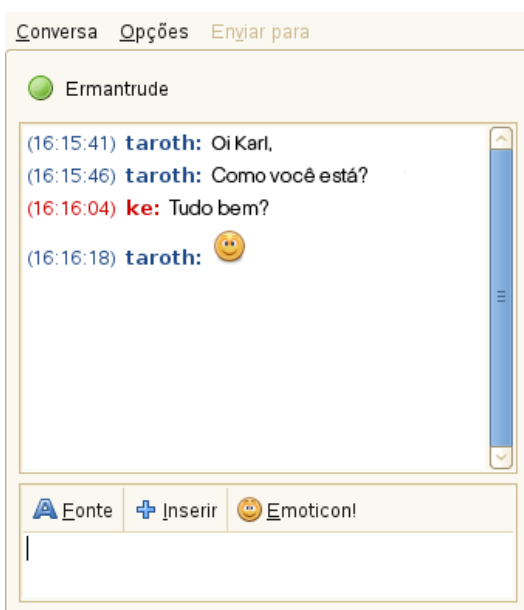 Conversa Opções Enviar para
Ermantrude
(16:15:41) taroth: Oi Karl,
(16:15:46) taroth: Como você está?
(16:16:04) ke: Tudo bem?
(16:16:18) taroth:
Fonte Inserir Emoticon!